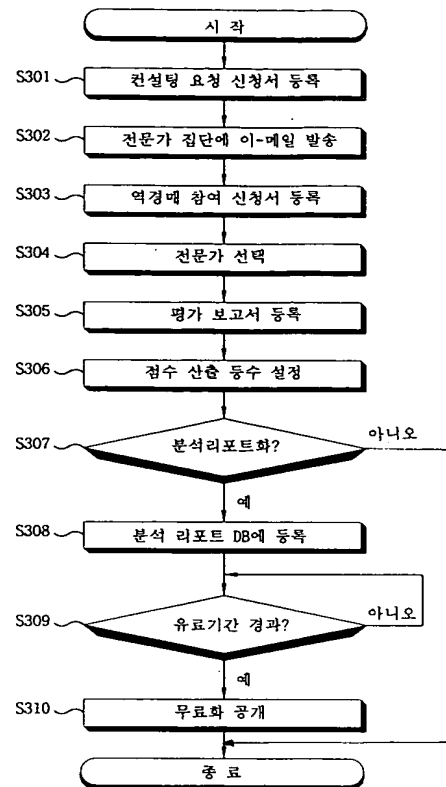 시 작
S301
컨설팅 요청 신청서 등록
S302
전문가 집단에 이-메일 발송
S303
역경매 참여 신청서 등록
S304
전문가 선택
S305
평가 보고서 등록
S306
점수 산출 등수 설정
S307
분석리포트화?
아니오
예
S308
분석 리포트 DB에 등록
S309
유료기간 경과?
아니오
예
S310
무료화 공개
종 료